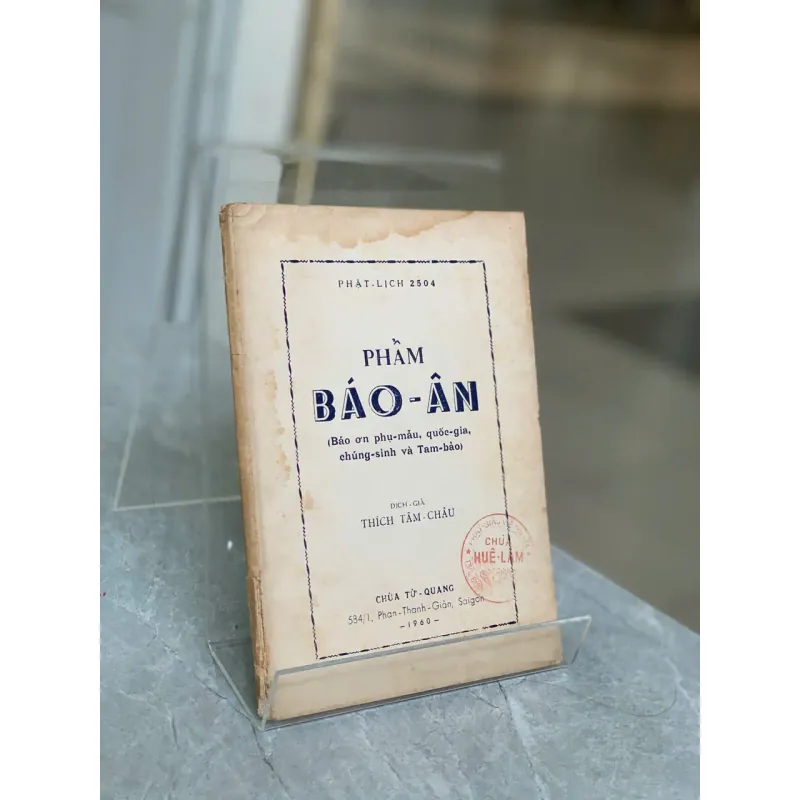 PHẬT-LỊCH 2504
PHẨM
BÁO-ÂN
(Báo ơn phụ-mẫu, quốc-gia,
chúng-sinh và Tam-bảo)
DỊCH-GIẢ
THÍCH TÂM-CHÂU
CHÙA
HUÊ-LÂM
CHÙA TỪ-QUANG
534/1, Phan-Thanh-Giản, Saigon
-1960-